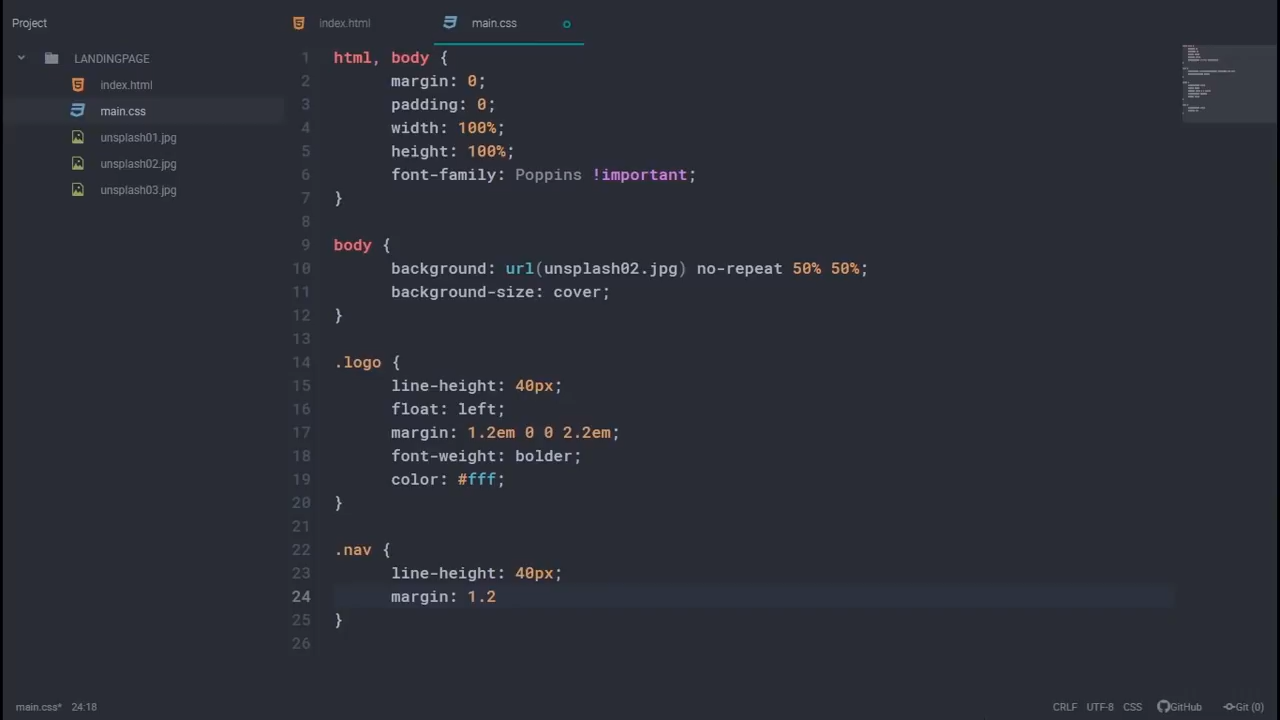 Project
index.html
main.css
LANDINGPAGE
index.html
main.css
unsplash01.jpg
unsplash02.jpg
unsplash03.jpg
1 html, body {
2 margin: 0;
3 padding: 0;
4 width: 100%;
5 height: 100%;
6 font-family: Poppins !important;
7 }
8
9 body {
10 background: url(unsplash02.jpg) no-repeat 50% 50%;
11 background-size: cover;
12 }
13
14 .logo {
15 line-height: 40px;
16 float: left;
17 margin: 1.2em 0 0 2.2em;
18 font-weight: bolder;
19 color: #fff;
20 }
21
22 .nav {
23 line-height: 40px;
24 margin: 1.2
25 }
26
main.css* 24:18 CRLF UTF-8 CSS GitHub Git (0)